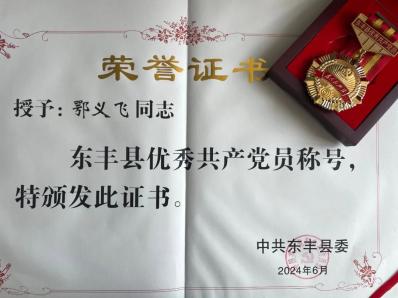 荣誉证书
授予：鄂义飞同志
东丰县优秀共产党员称号，
特颁发此证书。
中共东丰县委
2024年6月